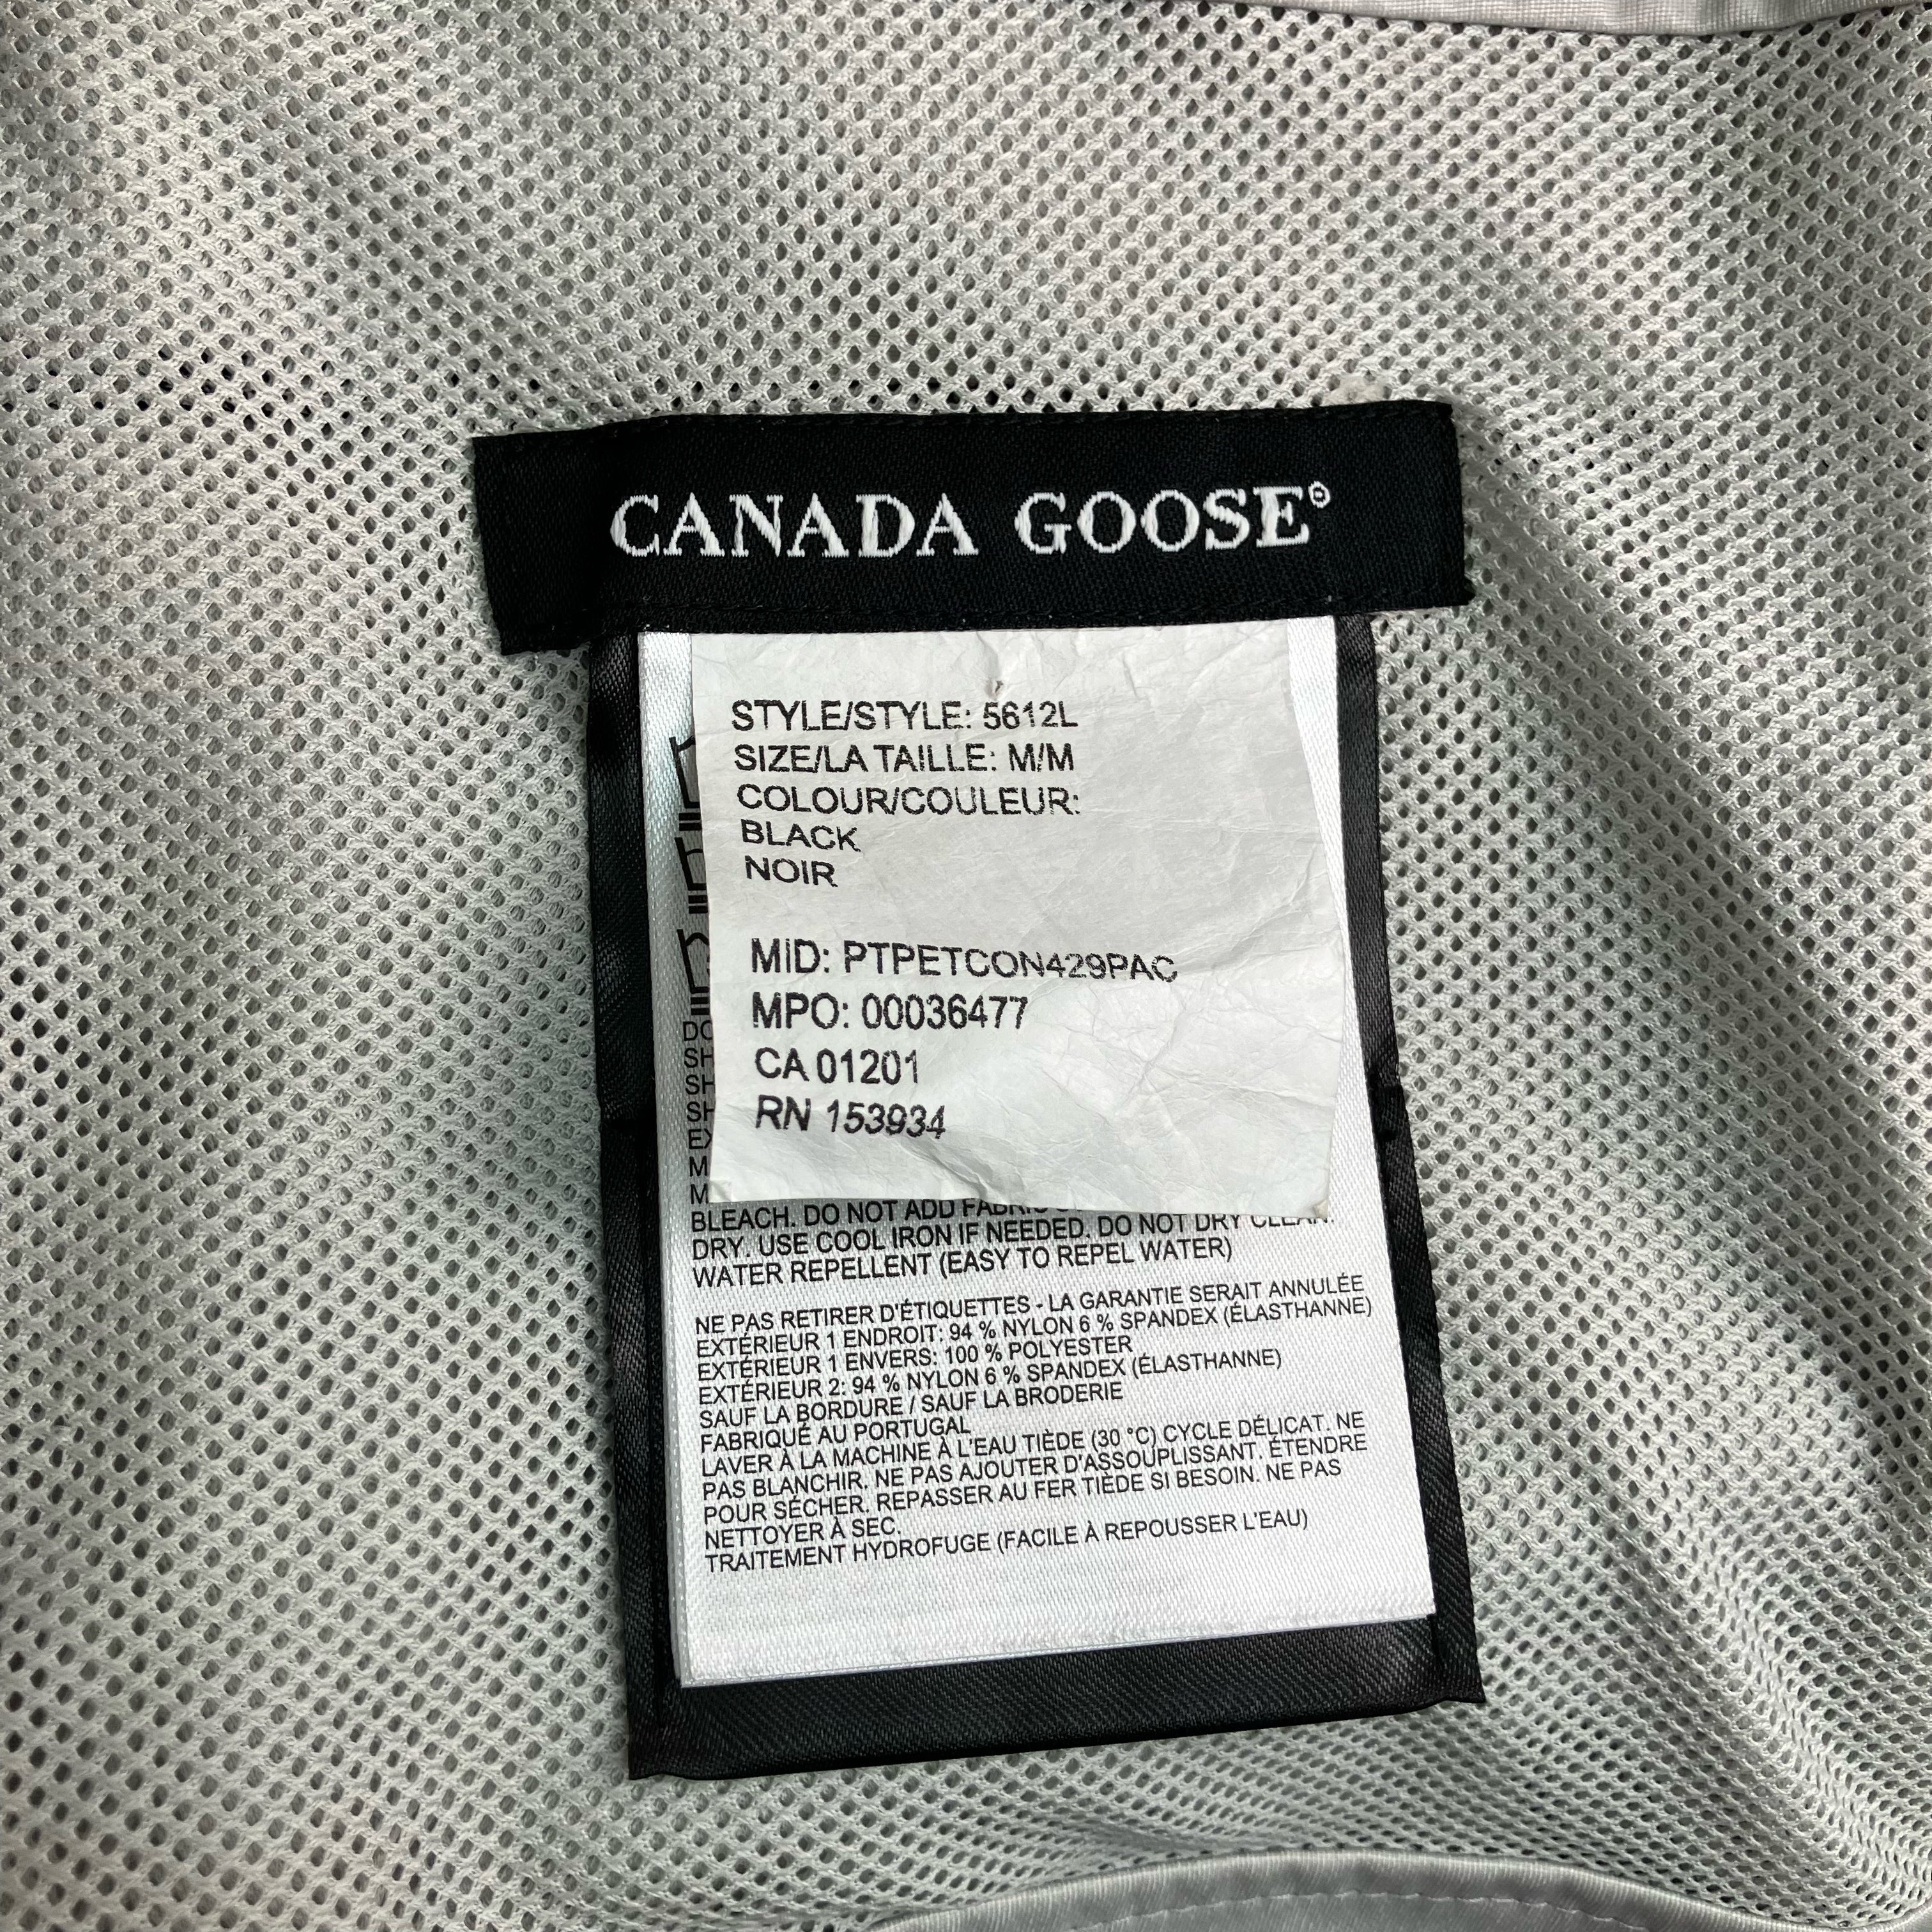 CANADA GOOSE®
STYLE/STYLE: 5612L
SIZE/LA TAILLE: M/M
COLOUR/COULEUR:
BLACK
NOIR
MID: PTPETCON429PAC
MPO: 00036477
CA 01201
RN 153934
BLEACH. DO NOT ADD FABRIC
DRY. USE COOL IRON IF NEEDED. DO NOT DRY CLEAN.
WATER REPELLENT (EASY TO REPEL WATER)
NE PAS RETIRER D'ÉTIQUETTES - LA GARANTIE SERAIT ANNULÉE
EXTÉRIEUR 1 ENDROIT: 94 % NYLON 6 % SPANDEX (ÉLASTHANNE)
EXTÉRIEUR 1 ENVERS: 100 % POLYESTER
EXTÉRIEUR 2: 94 % NYLON 6 % SPANDEX (ÉLASTHANNE)
SAUF LA BORDURE / SAUF LA BRODERIE
FABRIQUÉ AU PORTUGAL
LAVER À LA MACHINE À L'EAU TIÈDE (30 °C) CYCLE DÉLICAT. NE
PAS BLANCHIR. NE PAS AJOUTER D'ASSOUPLISSANT. ÉTENDRE
POUR SÉCHER. REPASSER AU FER TIÈDE SI BESOIN. NE PAS
NETTOYER À SEC.
TRAITEMENT HYDROFUGE (FACILE À REPOUSSER L'EAU)